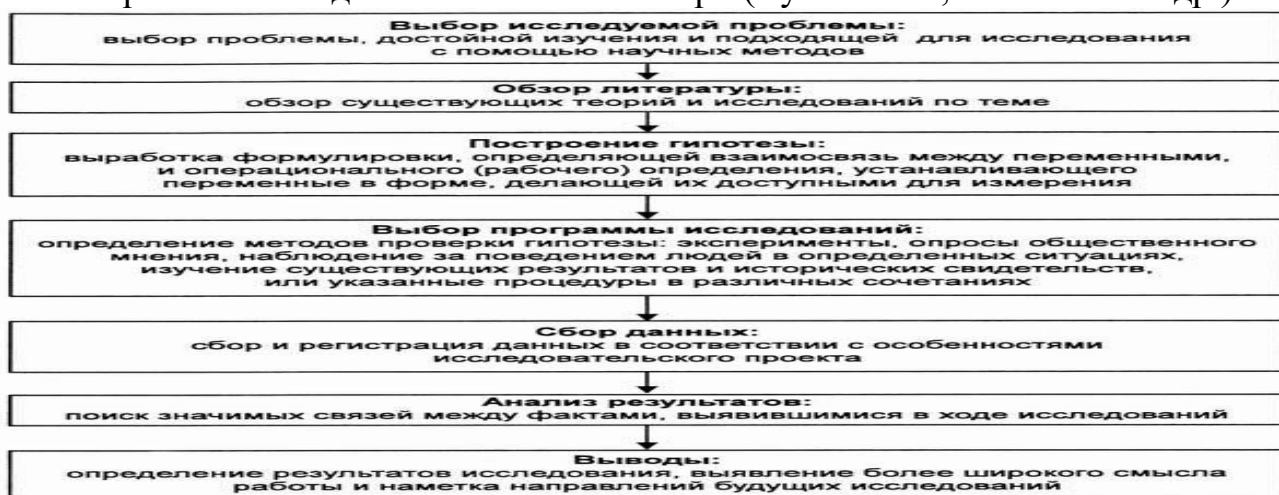 Выбор исследуемой проблемы:
выбор проблемы, достойной изучения и подходящей для исследования
с помощью научных методов
Обзор литературы:
обзор существующих теорий и исследований по теме
Построение гипотезы:
выработка формулировки, определяющей взаимосвязь между переменными,
и операционального (рабочего) определения, устанавливающего
переменные в форме, делающей их доступными для измерения
Выбор программы исследований:
определение методов проверки гипотезы: эксперименты, опросы общественного
мнения, наблюдение за поведением людей в определенных ситуациях,
изучение существующих результатов и исторических свидетельств,
или указанные процедуры в различных сочетаниях
Сбор данных:
сбор и регистрация данных в соответствии с особенностями
исследовательского проекта
Анализ результатов:
поиск значимых связей между фактами, выявившимися в ходе исследований
Выводы:
определение результатов исследования, выявление более широкого смысла
работы и наметка направлений будущих исследований